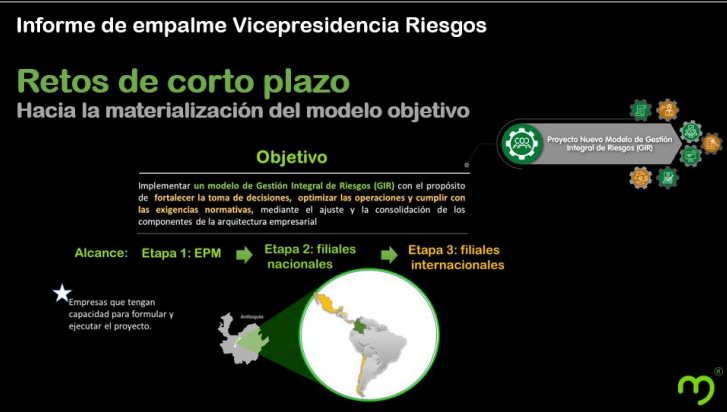 Informe de empalme Vicepresidencia Riesgos
Retos de corto plazo
Hacia la materialización del modelo objetivo
Proyecto Nuevo Modelo de Gestión
Integral de Riesgos (GIR)
Objetivo
Implementar un modelo de Gestión Integral de Riesgos (GIR) con el propósito
de fortalecer la toma de decisiones, optimizar las operaciones y cumplir con
las exigencias normativas, mediante el ajuste y la consolidación de los
componentes de la arquitectura empresarial
Alcance: Etapa 1: EPM Etapa 2: filiales
nacionales
Etapa 3: filiales
internacionales
Empresas que tengan
capacidad para formular y
ejecutar el proyecto.
Antioquia
®